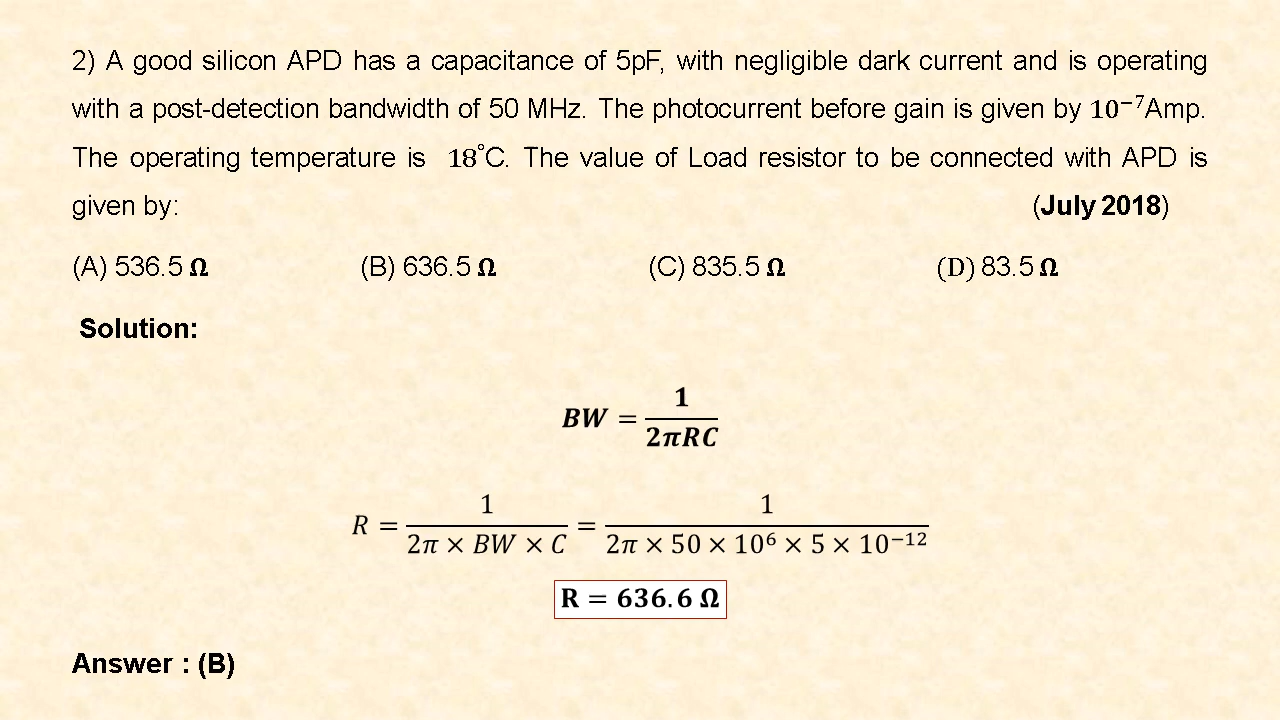 2) A good silicon APD has a capacitance of 5pF, with negligible dark current and is operating
with a post-detection bandwidth of 50 MHz. The photocurrent before gain is given by 10⁻⁷Amp.
The operating temperature is 18°C. The value of Load resistor to be connected with APD is
given by: (July 2018)
(A) 536.5 Ω (B) 636.5 Ω (C) 835.5 Ω (D) 83.5 Ω
Solution:
BW = 1 / 2πRC
R = 1 / 2π × BW × C = 1 / 2π × 50 × 10⁶ × 5 × 10⁻¹²
R = 636.6 Ω
Answer : (B)